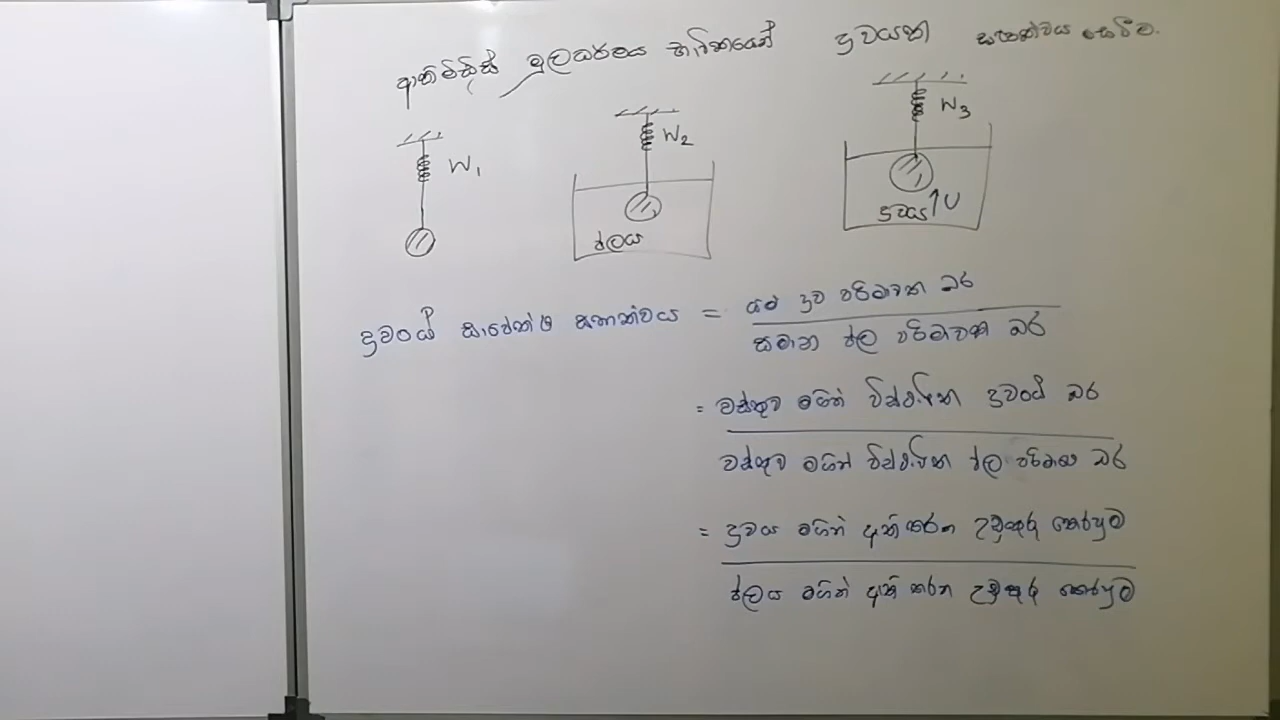 ආකිමිඩීස් මූලධර්මය භාවිතයෙන් ද්‍රවයක ඝනත්වය සෙවීම.
W₁
W₂
W₃
ජලය
ද්‍රවය ↑U
ද්‍රවයේ සාපේක්ෂ ඝනත්වය = යම් ද්‍රව පරිමාවක බර
සමාන ජල පරිමාවක බර
= වස්තුව මගින් විස්ථාපිත ද්‍රවයේ බර
වස්තුව මගින් විස්ථාපිත ජල බර
= ද්‍රවය මගින් ඇති කරන උඩුකුරු තෙරපුම
ජලය මගින් ඇති කරන උඩුකුරු තෙරපුම